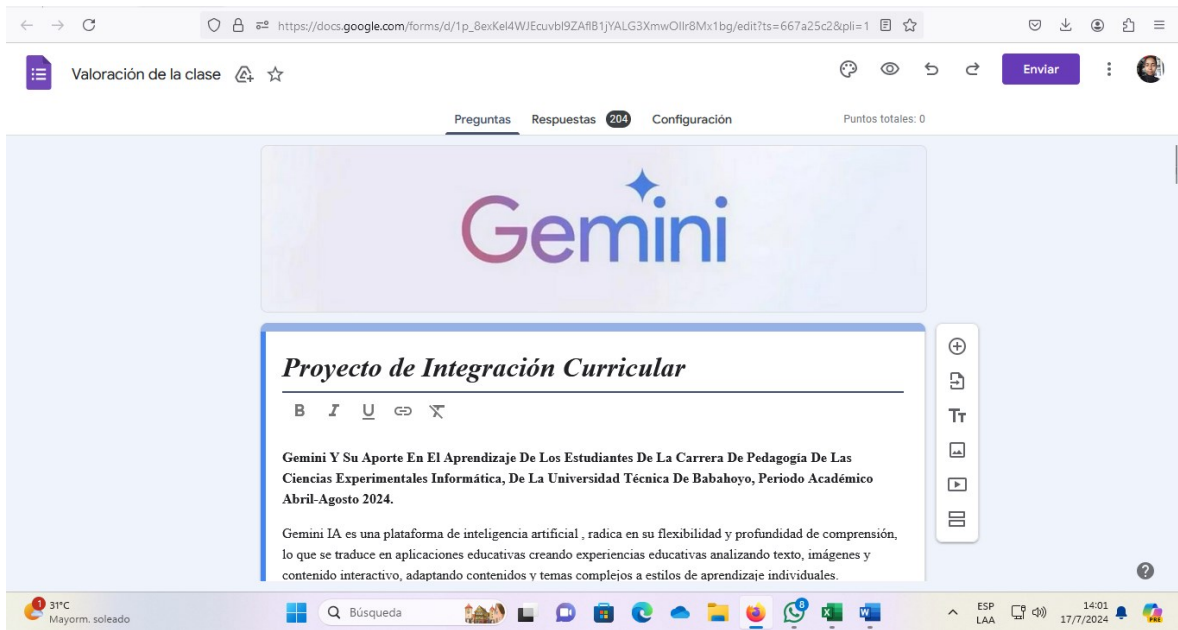 https://docs.google.com/forms/d/1p_8exKel4WJEcuvbl9ZAflB1jYALG3XmwOIlr8Mx1bg/edit?ts=667a25c2&pli=1
Valoración de la clase
Enviar
Preguntas Respuestas 204 Configuración Puntos totales: 0
Gemini
Proyecto de Integración Curricular
B I U
Gemini Y Su Aporte En El Aprendizaje De Los Estudiantes De La Carrera De Pedagogía De Las
Ciencias Experimentales Informática, De La Universidad Técnica De Babahoyo, Periodo Académico
Abril-Agosto 2024.
Gemini IA es una plataforma de inteligencia artificial , radica en su flexibilidad y profundidad de comprensión,
lo que se traduce en aplicaciones educativas creando experiencias educativas analizando texto, imágenes y
contenido interactivo, adaptando contenidos y temas complejos a estilos de aprendizaje individuales.
Tт
1
31°C
Mayorm. soleado
Búsqueda
8
ESP
LAA
14:01
17/7/2024
PRE